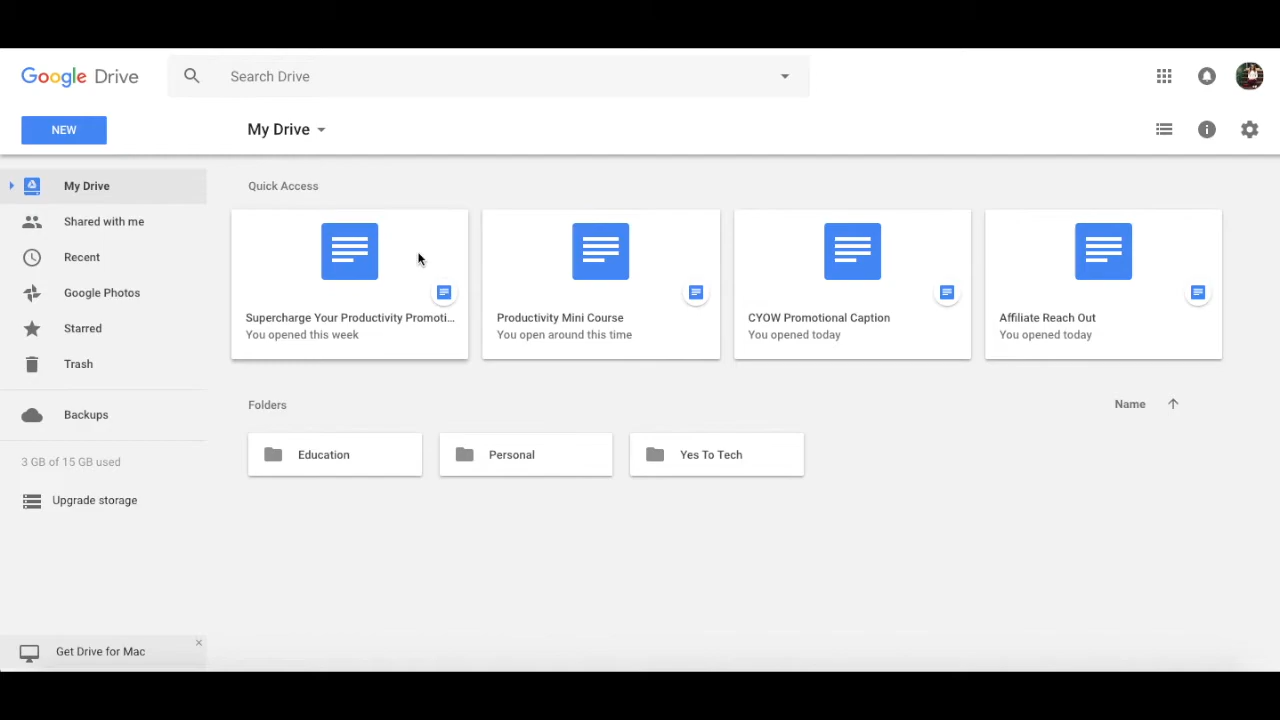 Google Drive
Search Drive
NEW
My Drive
My Drive
Shared with me
Recent
Google Photos
Starred
Trash
Backups
3 GB of 15 GB used
Upgrade storage
Get Drive for Mac
Quick Access
Supercharge Your Productivity Promoti...
You opened this week
Productivity Mini Course
You open around this time
CYOW Promotional Caption
You opened today
Affiliate Reach Out
You opened today
Folders
Name
Education
Personal
Yes To Tech